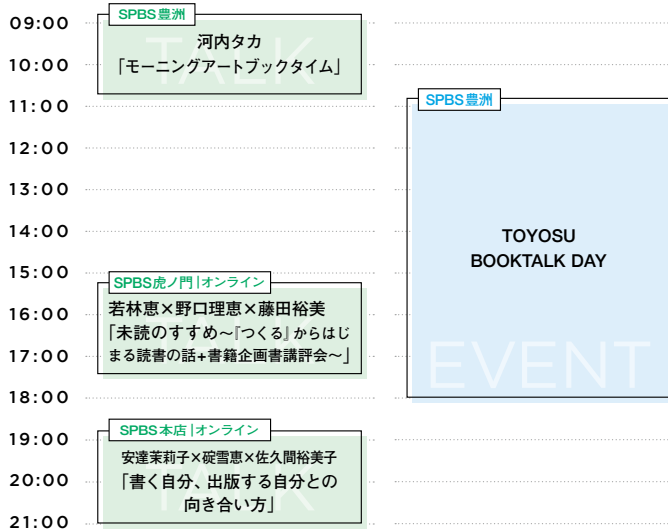 09:00
10:00
11:00
12:00
13:00
14:00
15:00
16:00
17:00
18:00
19:00
20:00
21:00
SPBS豊洲
TALK
河内タカ
「モーニングアートブックタイム」
SPBS虎ノ門|オンライン
TALK
若林恵×野口理恵×藤田裕美
「未読のすすめ〜『つくる』からはじ
まる読書の話+書籍企画書講評会〜」
SPBS本店|オンライン
TALK
安達茉莉子×碇雪恵×佐久間裕美子
「書く自分、出版する自分との
向き合い方」
SPBS豊洲
TOYOSU
BOOKTALK DAY
EVENT